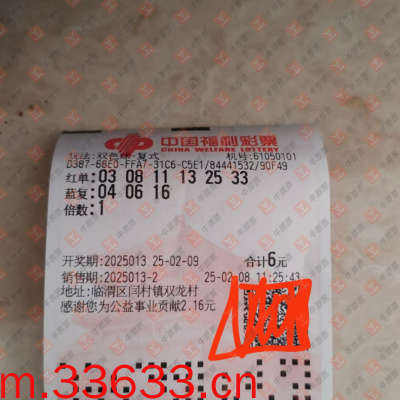 中国福利彩票
CHINA WELFARE LOTTERY
玩法:双色球-复式 机号:61050101
D387-68E0-FFA7-31C6-C5E1/84441532/90F49
红单:03 08 11 13 25 33
蓝复:04 06 16
倍数:1
开奖期:2025013 25-02-09 合计6元
销售期:2025013-2 25-02-08 11:25:43
地址:临渭区闫村镇双龙村
感谢您为公益事业贡献2.16元
m.33633.cn